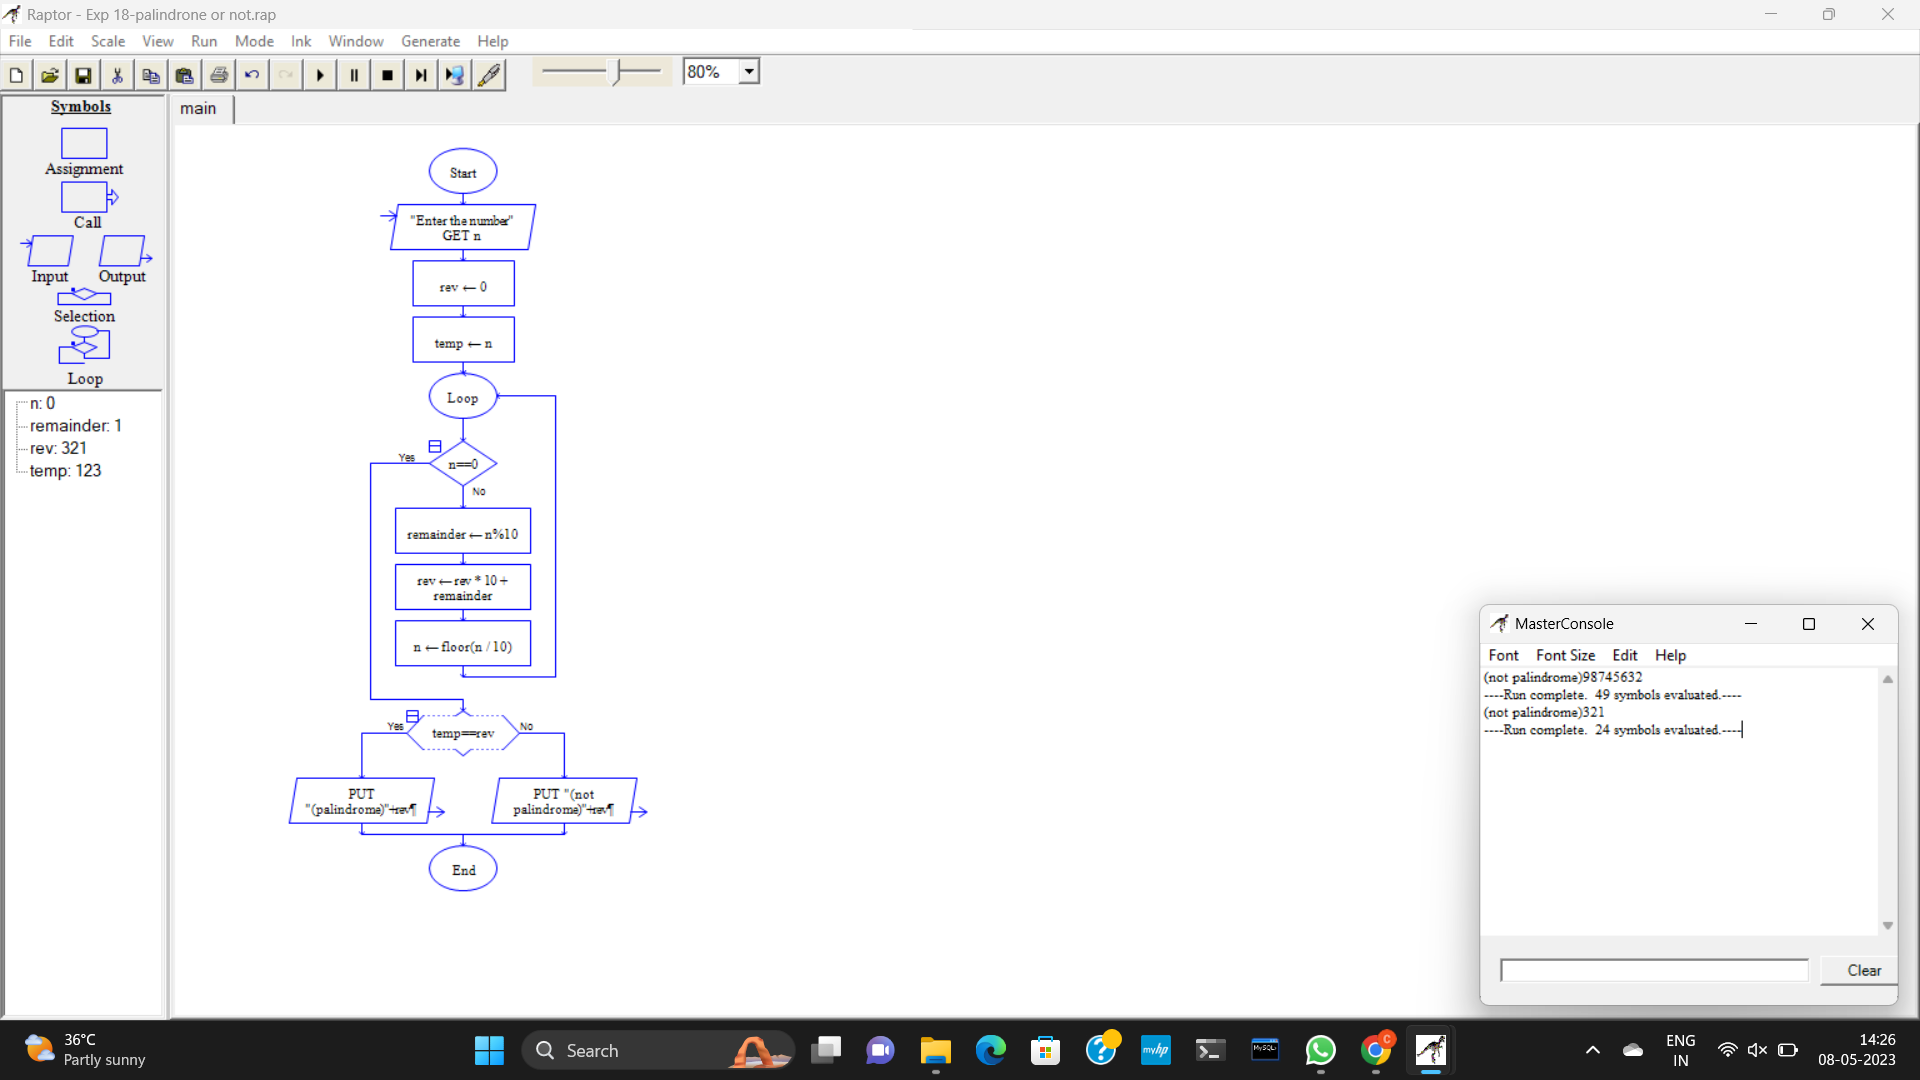 Raptor - Exp 18-palindrone or not.rap
File Edit Scale View Run Mode Ink Window Generate Help
80%
Symbols
Assignment
Call
Input Output
Selection
Loop
n: 0
remainder: 1
rev: 321
temp: 123
main
Start
"Enter the number"
GET n
rev ← 0
temp ← n
Loop
Yes
n==0
No
remainder ← n%10
rev ← rev * 10 +
remainder
n ← floor(n / 10)
Yes
temp==rev
No
PUT
"(palindrome)"+rev¶
PUT "(not
palindrome)"+rev¶
End
MasterConsole
Font Font Size Edit Help
(not palindrome)98745632
----Run complete.  49 symbols evaluated.----
(not palindrome)321
----Run complete.  24 symbols evaluated.----
Clear
36°C
Partly sunny
Search
myhp
MySQL
C
ENG
IN
14:26
08-05-2023